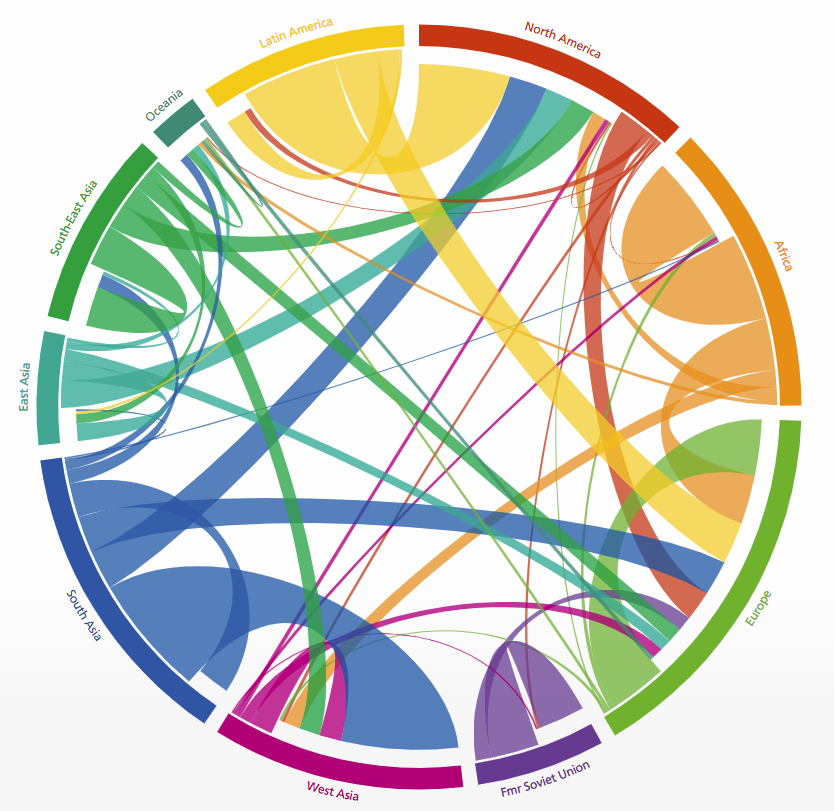 Latin America
North America
Oceania
Africa
South-East Asia
East Asia
Europe
South Asia
West Asia
Fmr Soviet Union